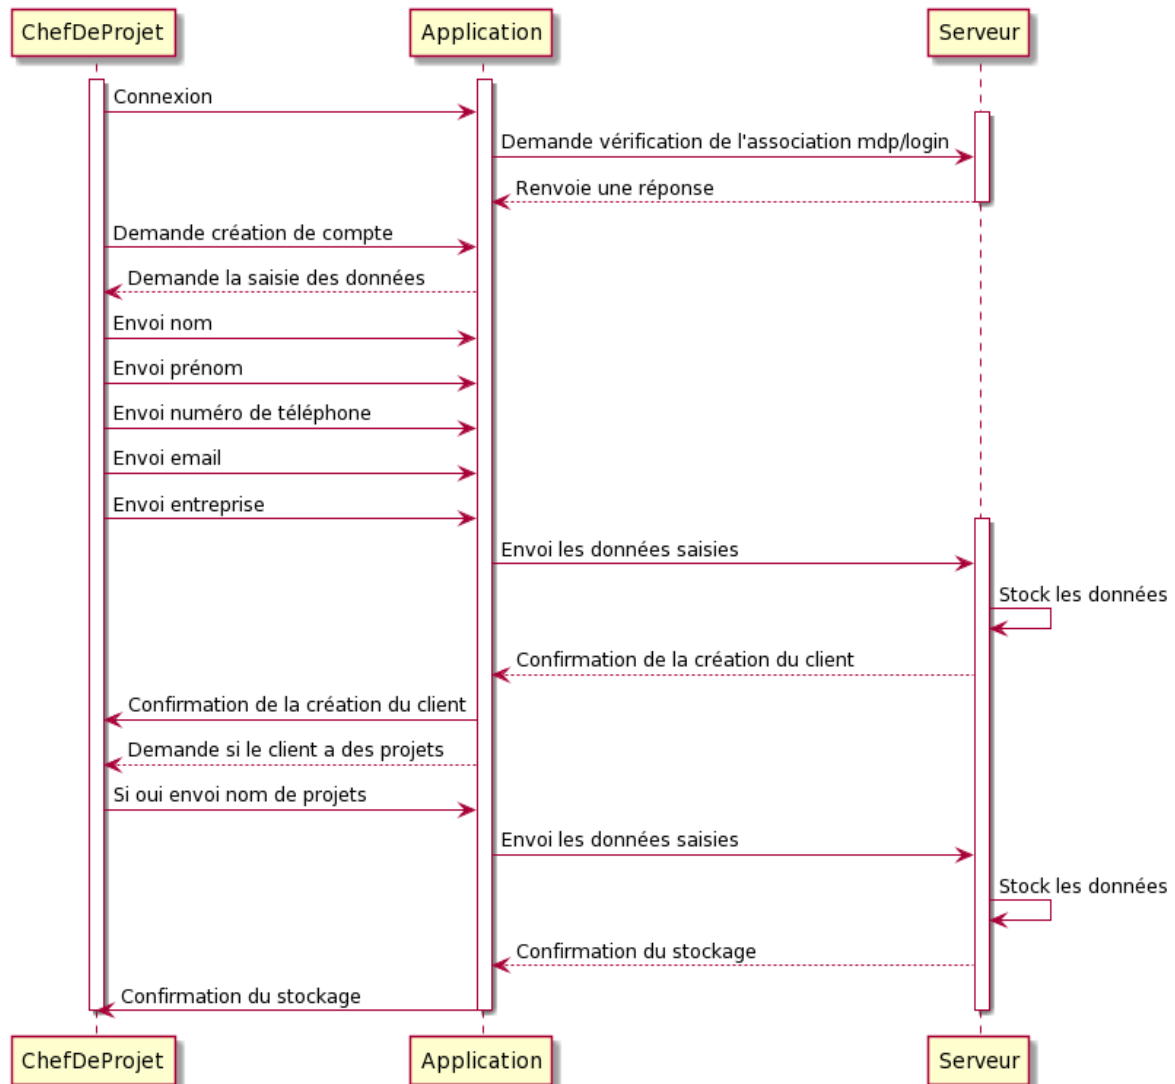 ChefDeProjet
Application
Serveur
Connexion
Demande vérification de l'association mdp/login
Renvoie une réponse
Demande création de compte
Demande la saisie des données
Envoi nom
Envoi prénom
Envoi numéro de téléphone
Envoi email
Envoi entreprise
Envoi les données saisies
Stock les données
Confirmation de la création du client
Confirmation de la création du client
Demande si le client a des projets
Si oui envoi nom de projets
Envoi les données saisies
Stock les données
Confirmation du stockage
Confirmation du stockage
ChefDeProjet
Application
Serveur